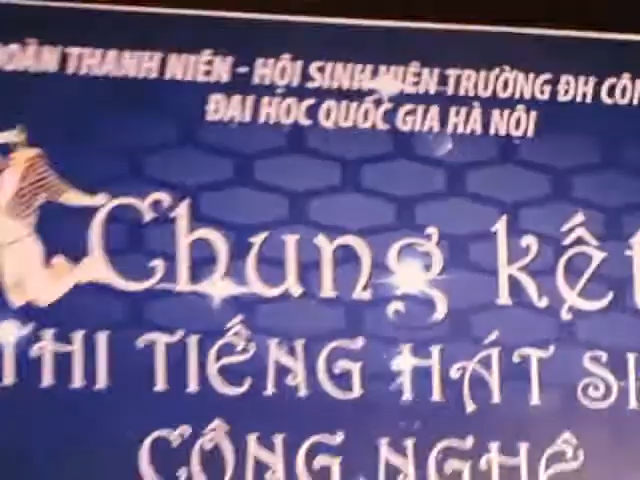 ĐOÀN THANH NIÊN - HỘI SINH VIÊN TRƯỜNG ĐH CÔN
ĐẠI HỌC QUỐC GIA HÀ NỘI
Chung kết
THI TIẾNG HÁT SI
CÔNG NGHỆ